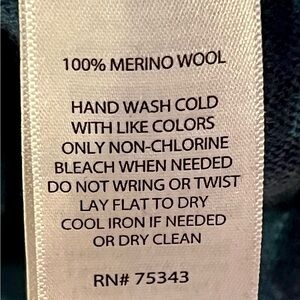 100% MERINO WOOL
HAND WASH COLD
WITH LIKE COLORS
ONLY NON-CHLORINE
BLEACH WHEN NEEDED
DO NOT WRING OR TWIST
LAY FLAT TO DRY
COOL IRON IF NEEDED
OR DRY CLEAN
RN# 75343